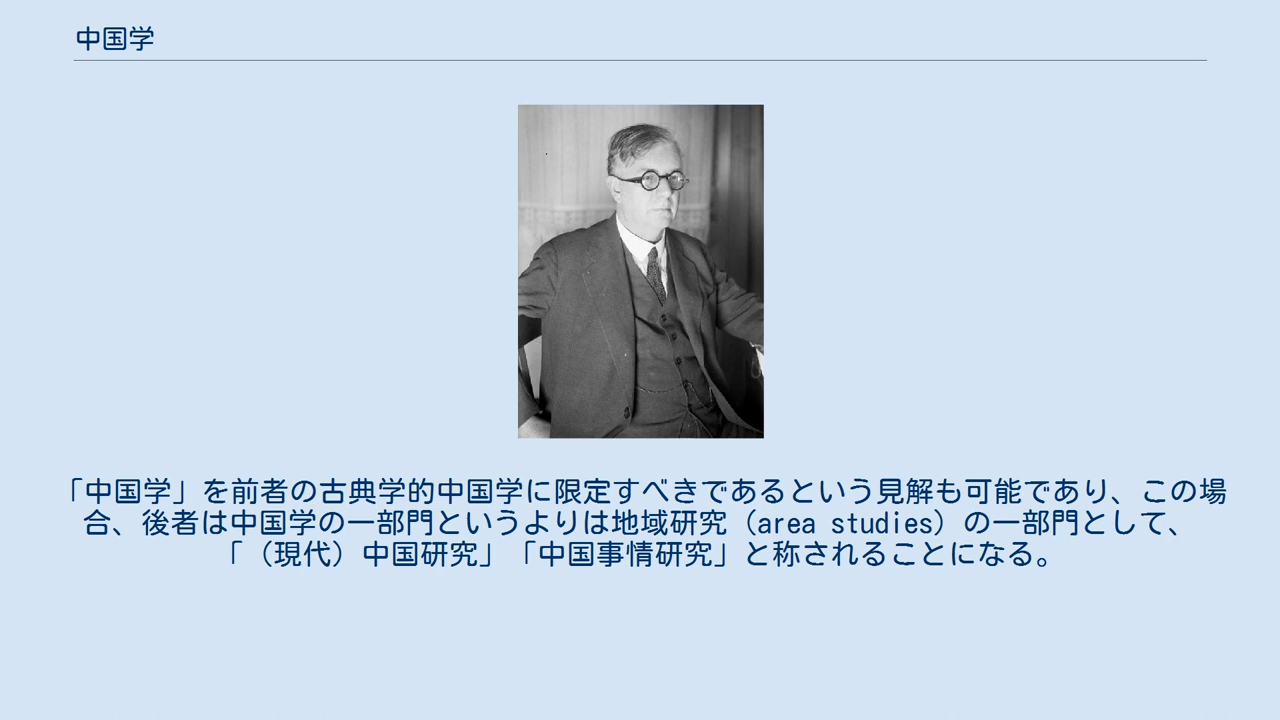 中国学
「中国学」を前者の古典学的中国学に限定すべきであるという見解も可能であり、この場
合、後者は中国学の一部門というよりは地域研究（area studies）の一部門として、
「（現代）中国研究」「中国事情研究」と称されることになる。